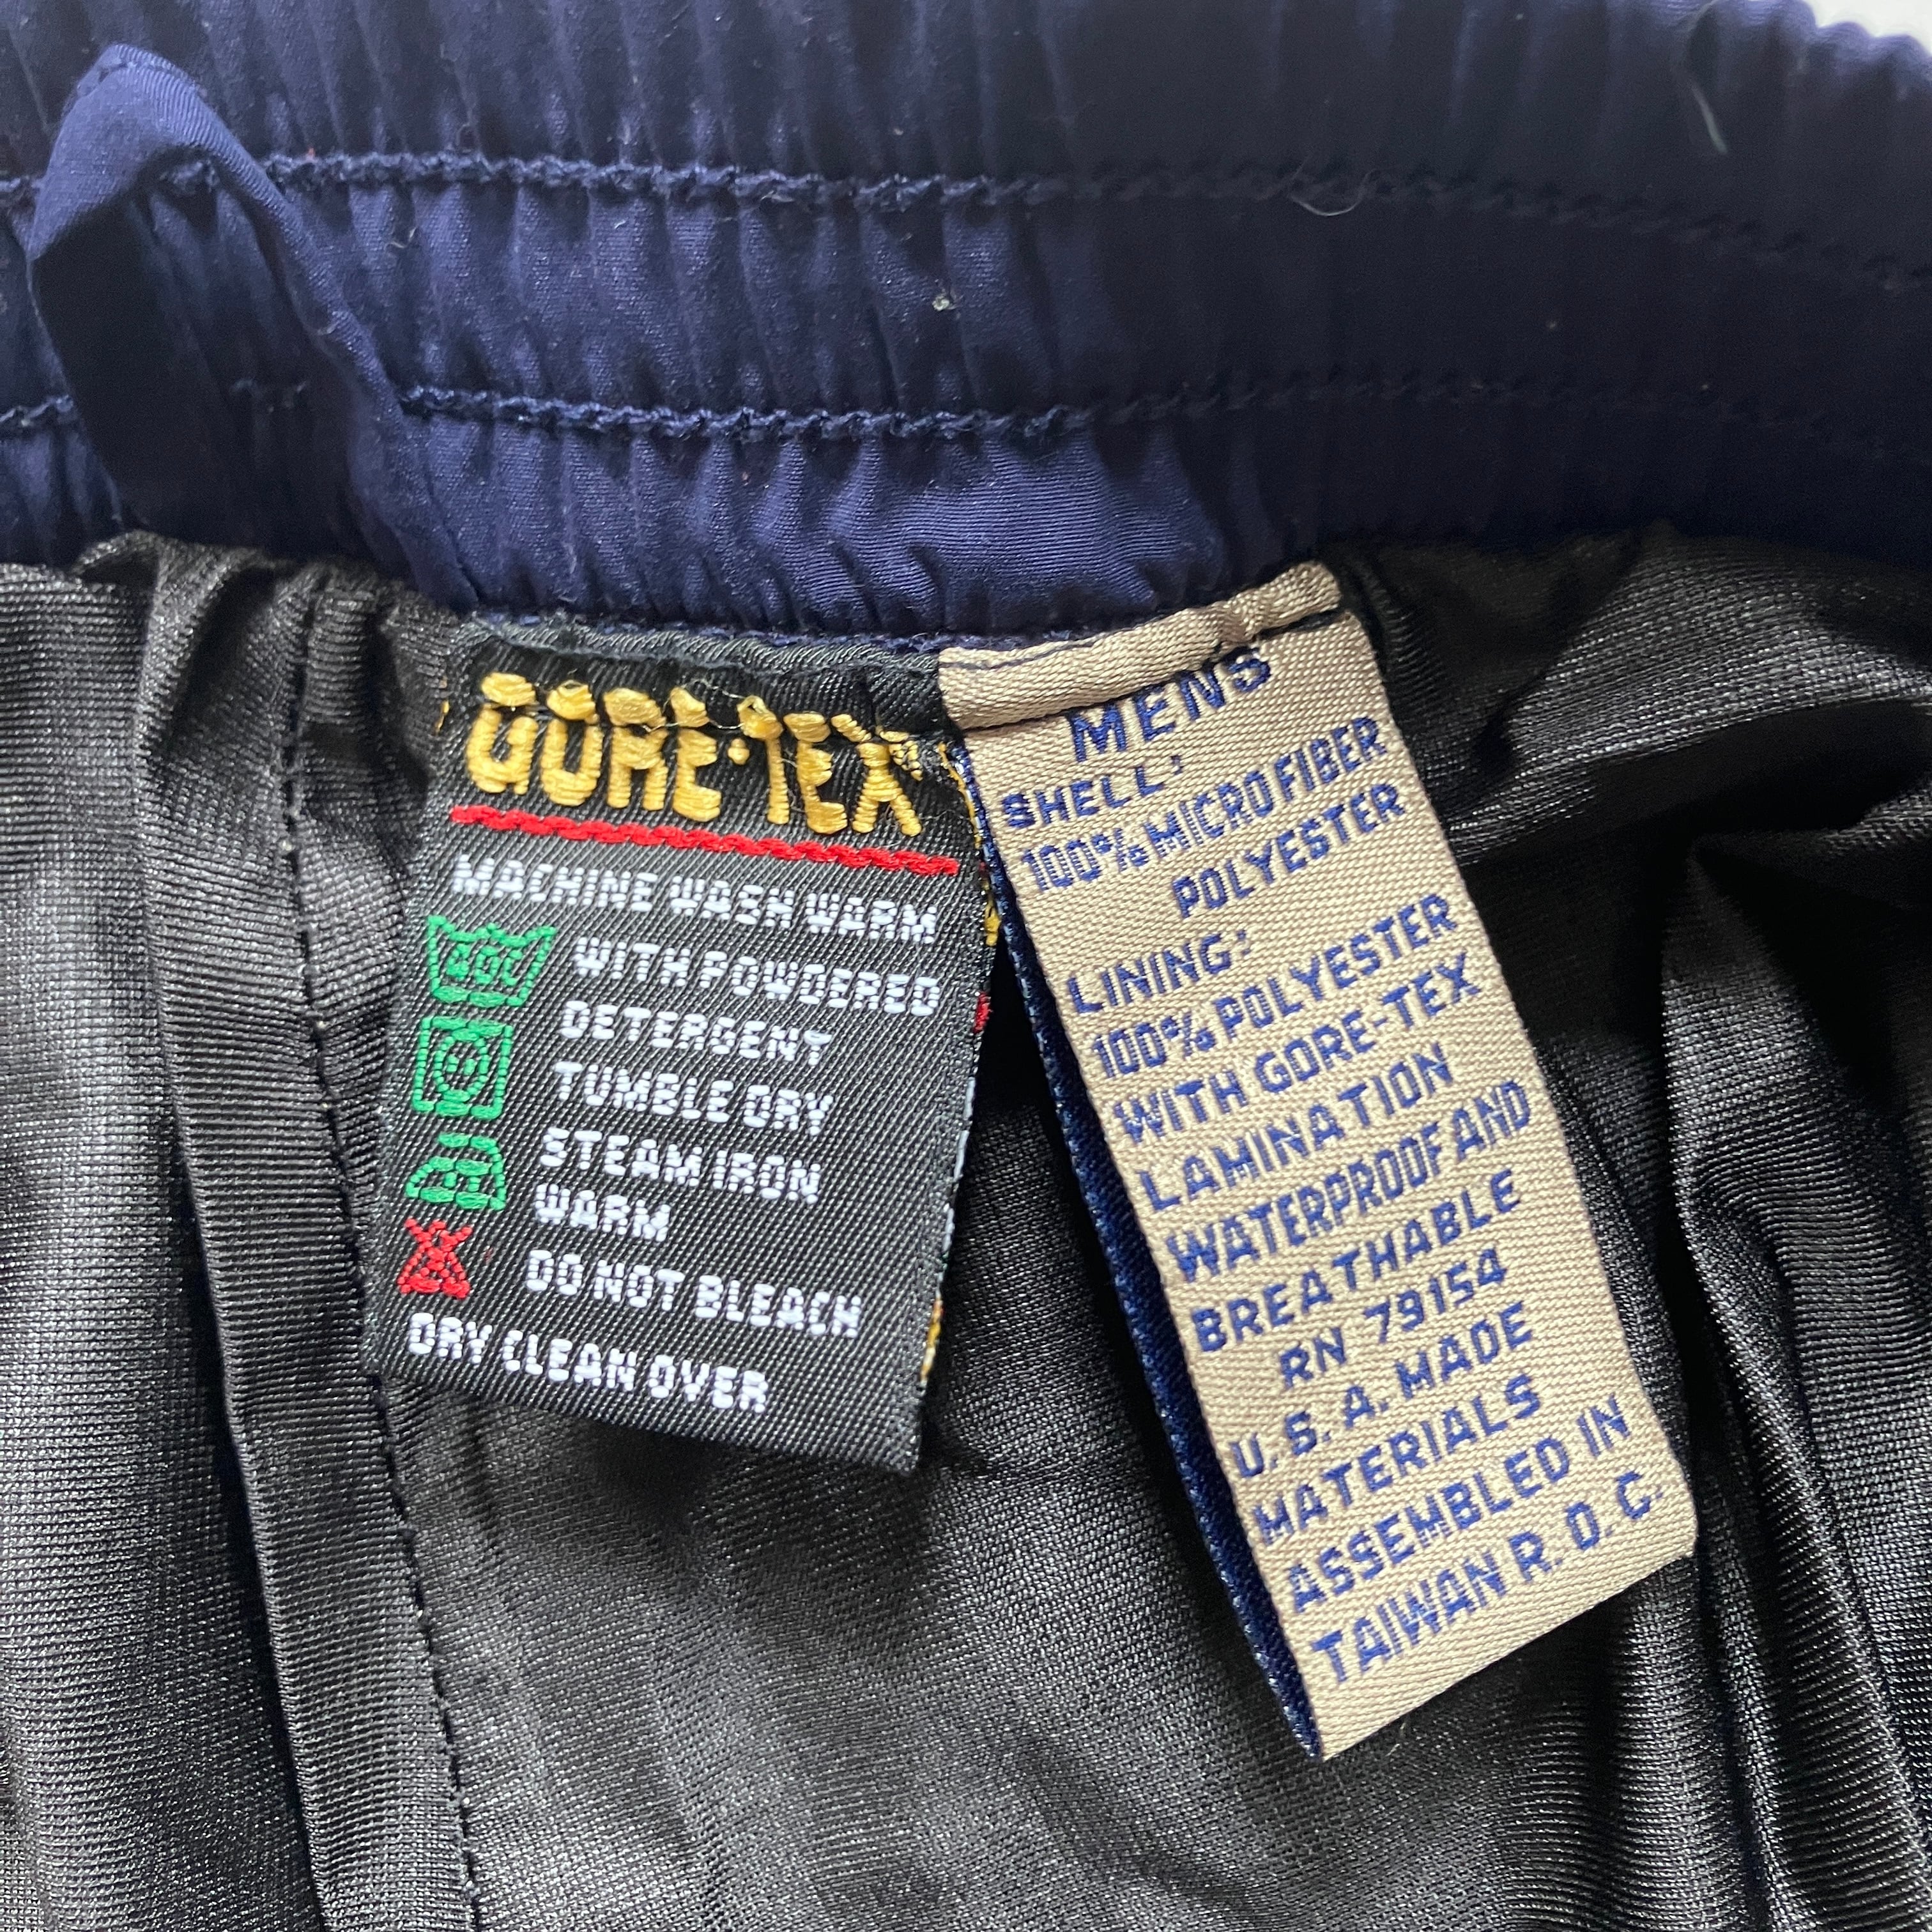 GORE-TEX
MACHINE WASH WARM
40C
WITH POWDERED
DETERGENT
TUMBLE DRY
STEAM IRON
WARM
DO NOT BLEACH
DRY CLEAN OVER
MENS
SHELL:
100% MICROFIBER
POLYESTER
LINING:
100% POLYESTER
WITH GORE-TEX
LAMINATION
WATERPROOF AND
BREATHABLE
RN 79154
U.S.A. MADE
MATERIALS
ASSEMBLED IN
TAIWAN R.O.C.